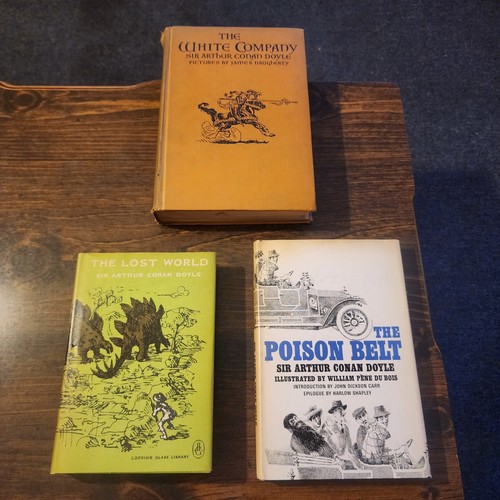 THE
WHITE COMPANY
SIR ARTHUR CONAN DOYLE
PICTURES BY JAMES DAUGHERTY
THE LOST WORLD
SIR ARTHUR CONAN DOYLE
LOOKING GLASS LIBRARY
THE
POISON BELT
SIR ARTHUR CONAN DOYLE
ILLUSTRATED BY WILLIAM PÈNE DU BOIS
INTRODUCTION BY JOHN DICKSON CARR
EPILOGUE BY HARLOW SHAPLEY